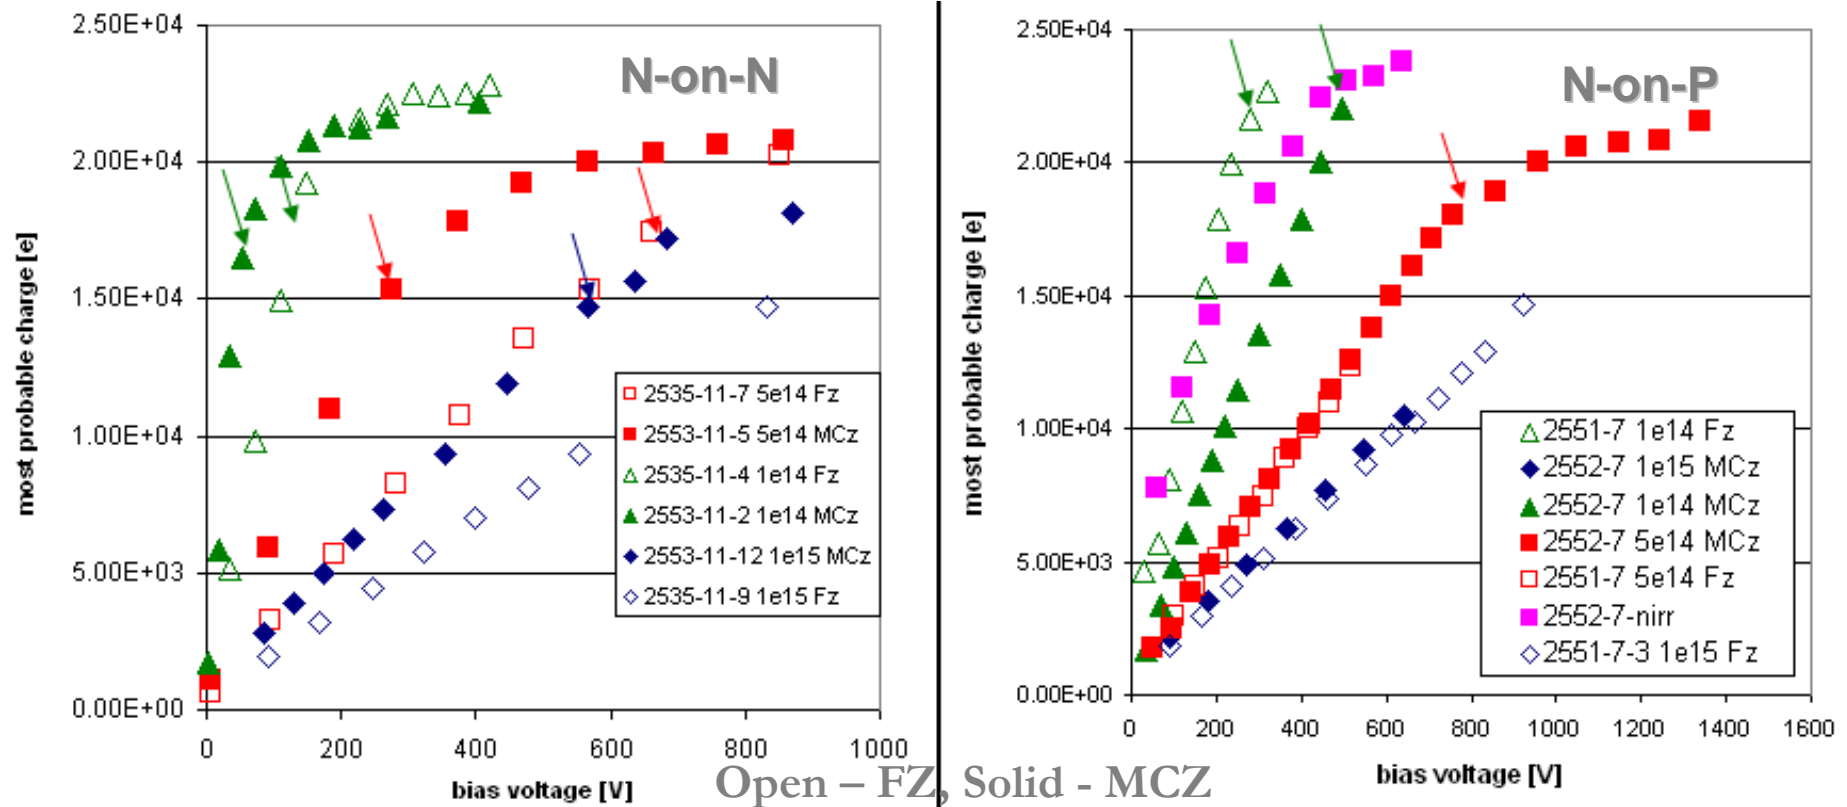 N-on-N
2.50E+04
2.00E+04
1.50E+04
1.00E+04
5.00E+03
0.00E+00
most probable charge [e]
0 200 400 600 800 1000
bias voltage [V]
2535-11-7 5e14 Fz
2553-11-5 5e14 MCz
2535-11-4 1e14 Fz
2553-11-2 1e14 MCz
2553-11-12 1e15 MCz
2535-11-9 1e15 Fz
N-on-P
2.50E+04
2.00E+04
1.50E+04
1.00E+04
5.00E+03
0.00E+00
most probable charge [e]
0 200 400 600 800 1000 1200 1400 1600
bias voltage [V]
2551-7 1e14 Fz
2552-7 1e15 MCz
2552-7 1e14 MCz
2552-7 5e14 MCz
2551-7 5e14 Fz
2552-7-nirr
2551-7-3 1e15 Fz
Open – FZ, Solid - MCZ